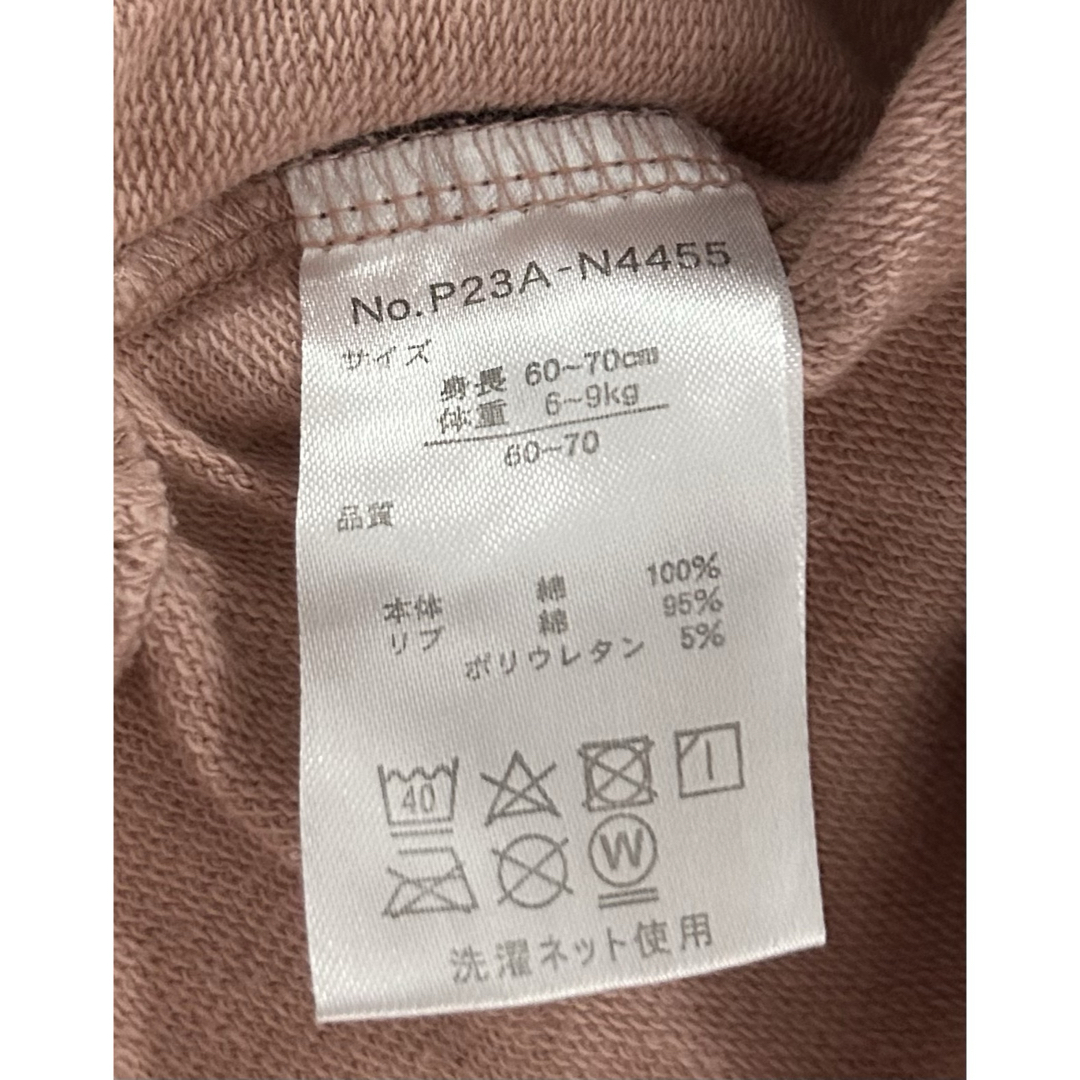 No.P23A-N4455
サイズ
身長 60~70cm
体重 6~9kg
60~70
品質
本体 綿 100%
リブ 綿 95%
ポリウレタン 5%
40
W
洗濯ネット使用